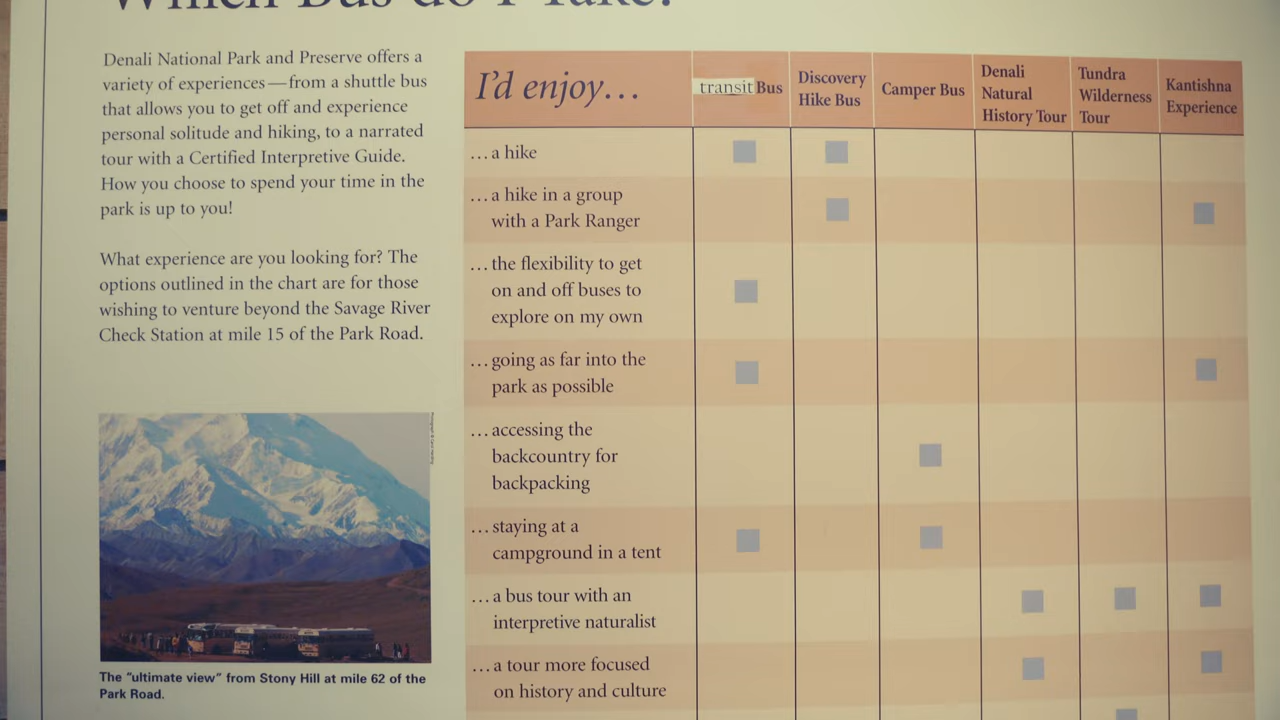 Which Bus do I Take?
Denali National Park and Preserve offers a
variety of experiences—from a shuttle bus
that allows you to get off and experience
personal solitude and hiking, to a narrated
tour with a Certified Interpretive Guide.
How you choose to spend your time in the
park is up to you!
What experience are you looking for? The
options outlined in the chart are for those
wishing to venture beyond the Savage River
Check Station at mile 15 of the Park Road.
The "ultimate view" from Stony Hill at mile 62 of the
Park Road.
I'd enjoy...
transit Bus
Discovery
Hike Bus
Camper Bus
Denali
Natural
History Tour
Tundra
Wilderness
Tour
Kantishna
Experience
...a hike
...a hike in a group
with a Park Ranger
...the flexibility to get
on and off buses to
explore on my own
...going as far into the
park as possible
...accessing the
backcountry for
backpacking
...staying at a
campground in a tent
...a bus tour with an
interpretive naturalist
...a tour more focused
on history and culture